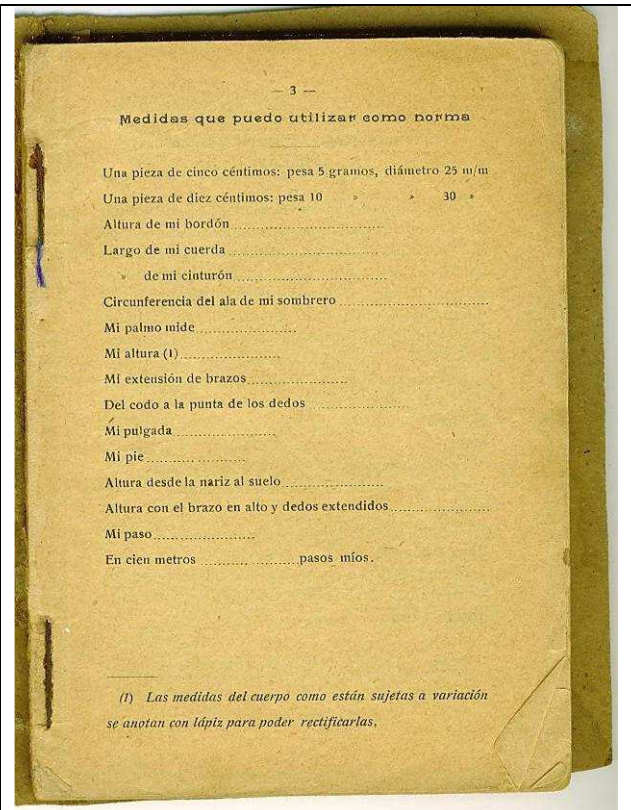 — 3 —
Medidas que puedo utilizar como norma
Una pieza de cinco céntimos: pesa 5 gramos, diámetro 25 m/m
Una pieza de diez céntimos: pesa 10 » » 30 »
Altura de mi bordón
Largo de mi cuerda
» de mi cinturón
Circunferencia del ala de mi sombrero
Mi palmo mide
Mi altura (1)
Mi extensión de brazos
Del codo a la punta de los dedos
Mi pulgada
Mi pie
Altura desde la nariz al suelo
Altura con el brazo en alto y dedos extendidos
Mi paso
En cien metros ..................... pasos míos.
(1) Las medidas del cuerpo como están sujetas a variación
se anotan con lápiz para poder rectificarlas.